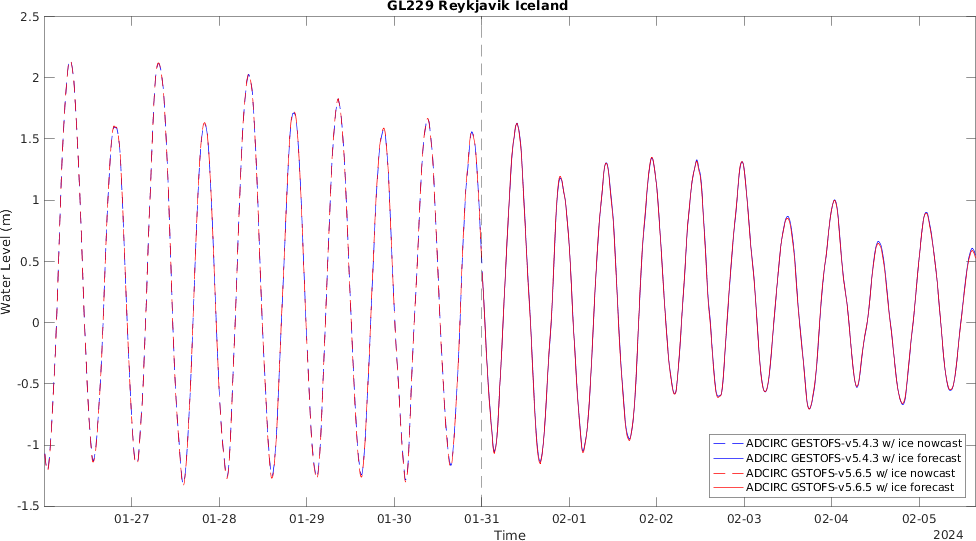 GL229 Reykjavik Iceland
2.5
2
1.5
1
0.5
0
-0.5
-1
-1.5
Water Level (m)
ADCIRC GESTOFS-v5.4.3 w/ ice nowcast
ADCIRC GESTOFS-v5.4.3 w/ ice forecast
ADCIRC GSTOFS-v5.6.5 w/ ice nowcast
ADCIRC GSTOFS-v5.6.5 w/ ice forecast
01-27 01-28 01-29 01-30 01-31 02-01 02-02 02-03 02-04 02-05
Time
2024